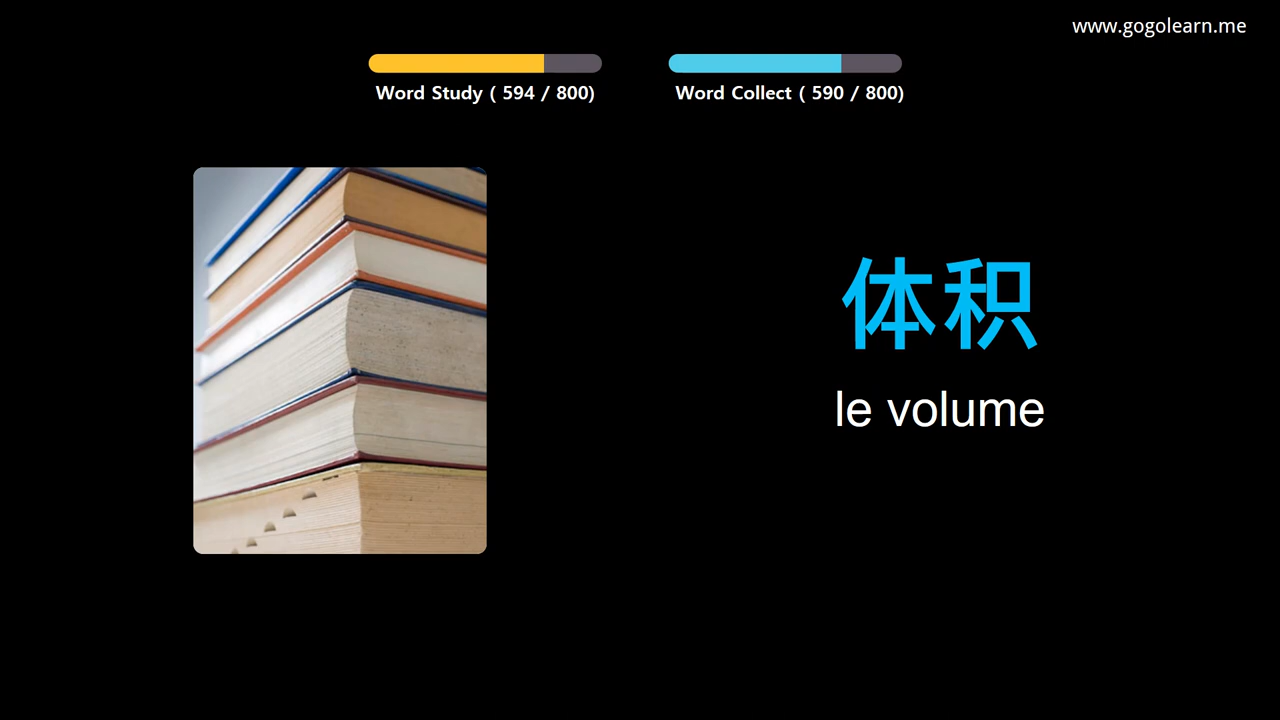 www.gogolearn.me
Word Study ( 594 / 800)
Word Collect ( 590 / 800)
体积
le volume